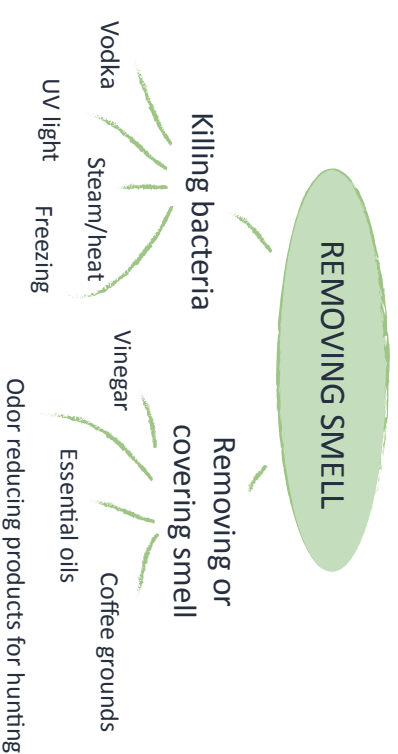 REMOVING SMELL
Killing bacteria
Vodka
UV light
Steam/heat
Freezing
Removing or
covering smell
Vinegar
Odor reducing products for hunting
Essential oils
Coffee grounds